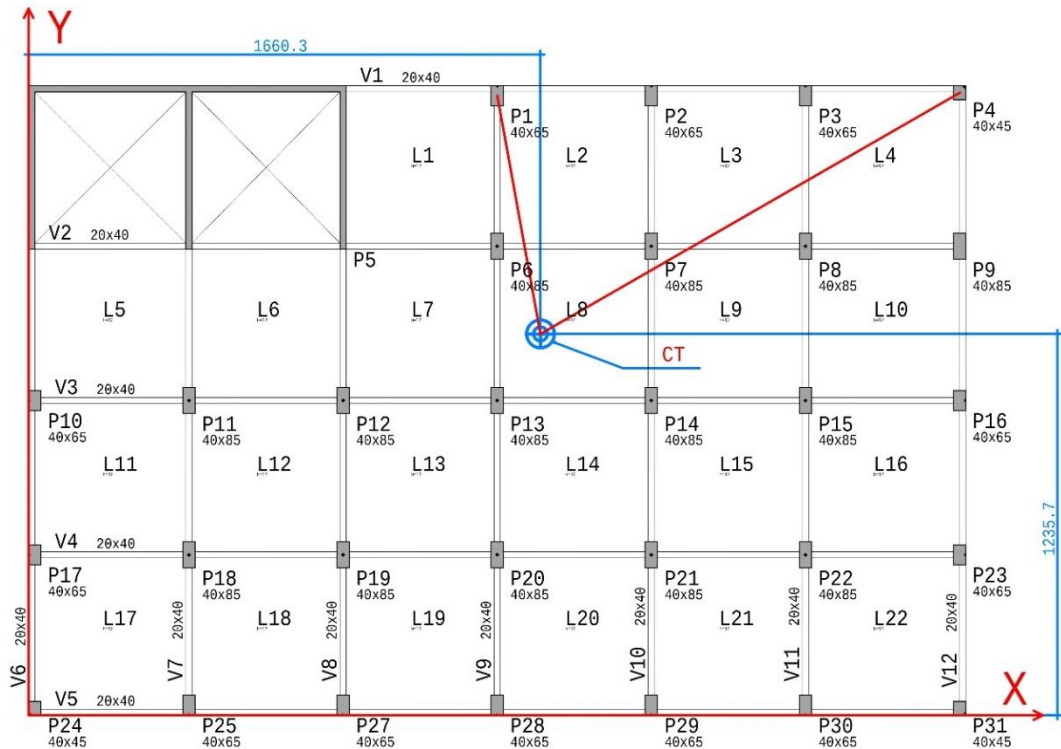 Y
1660.3
V1 20x40
P1
40x65
P2
40x65
P3
40x65
P4
40x45
L1
L2
L3
L4
V2 20x40
P5
P6
40x85
P7
40x85
P8
40x85
P9
40x85
L5
L6
L7
L8
L9
L10
CT
V3 20x40
P10
40x65
P11
40x85
P12
40x85
P13
40x85
P14
40x85
P15
40x85
P16
40x65
L11
L12
L13
L14
L15
L16
1235.7
V4 20x40
P17
40x65
P18
40x85
P19
40x85
P20
40x85
P21
40x85
P22
40x85
P23
40x65
L17
L18
L19
L20
L21
L22
V6 20x40
V7 20x40
V8 20x40
V9 20x40
V10 20x40
V11 20x40
V12 20x40
X
V5 20x40
P24
40x45
P25
40x65
P27
40x65
P28
40x65
P29
40x65
P30
40x65
P31
40x45